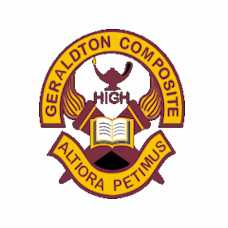 GERALDTON COMPOSITE
HIGH
ALTIORA PETIMUS